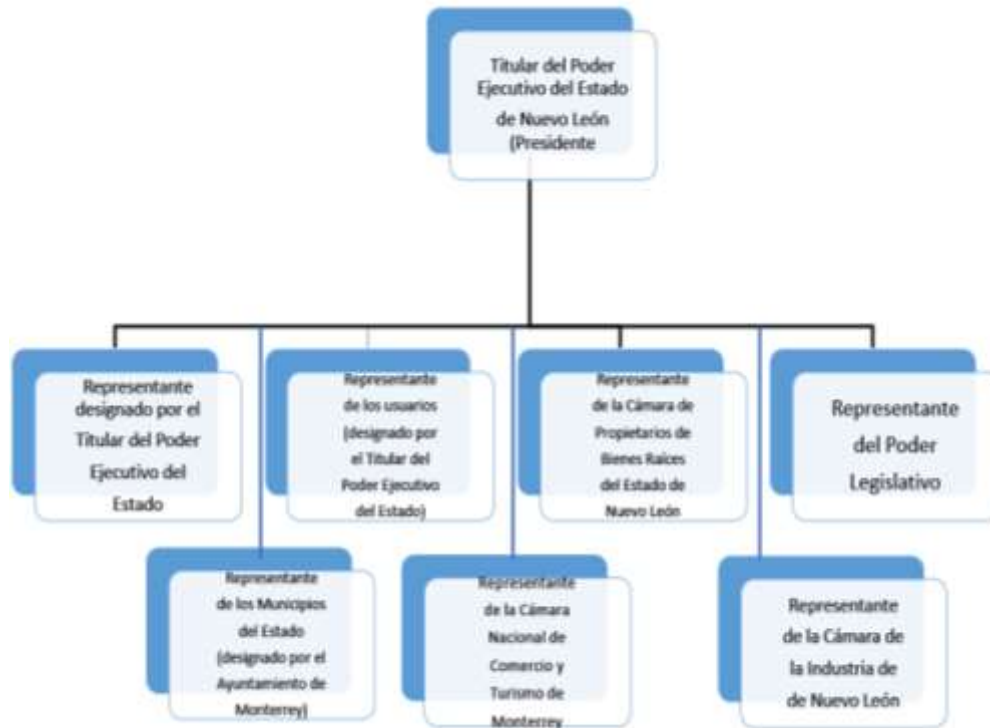 Titular del Poder
Ejecutivo del Estado
de Nuevo León
(Presidente
Representante
designado por el
Titular del Poder
Ejecutivo del
Estado
Representante
de los usuarios
(designado por
el Titular del
Poder Ejecutivo
del Estado)
Representante
de la Cámara de
Propietarios de
Bienes Raíces
del Estado de
Nuevo León
Representante
del Poder
Legislativo
Representante
de los Municipios
del Estado
(designado por el
Ayuntamiento de
Monterrey)
Representante
de la Cámara
Nacional de
Comercio y
Turismo de
Monterrey
Representante
de la Cámara de
la Industria de
de Nuevo León